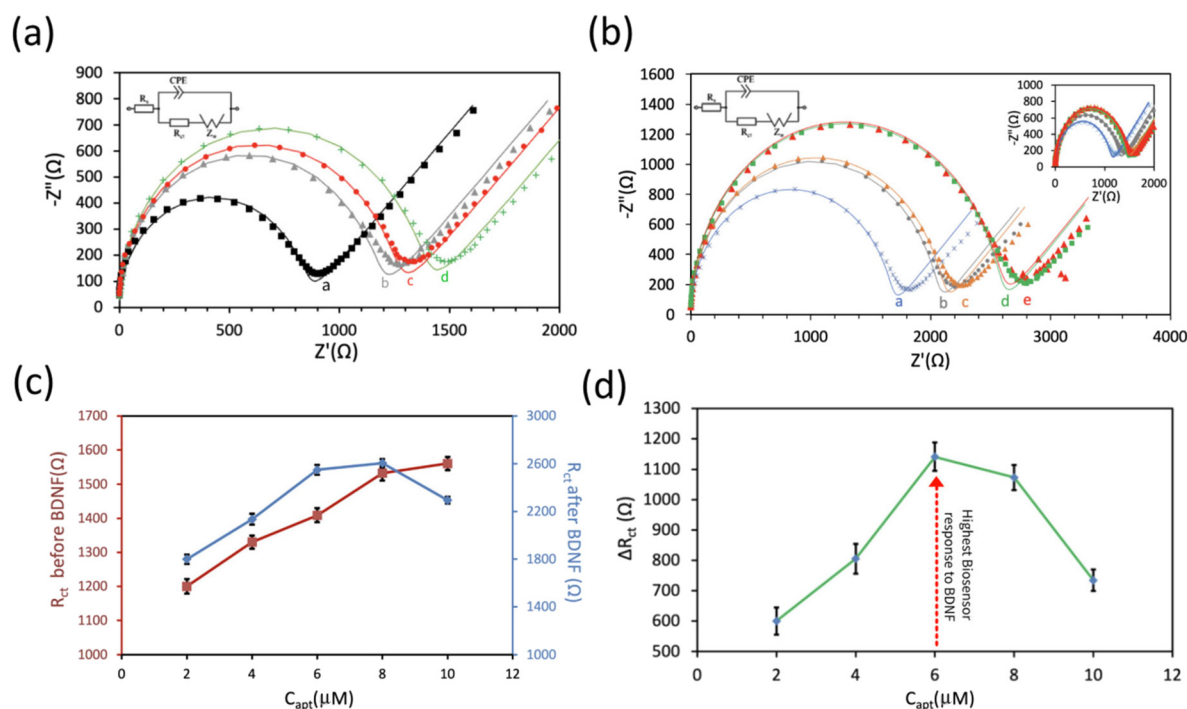 (a)
900
800
700
600
500
400
300
200
100
0
-Z''(Ω)
CPE
Rs
Rct
Zw
a
b
c
d
0
500
1000
1500
2000
Z'(Ω)
(b)
1600
1400
1200
1000
800
600
400
200
0
-Z''(Ω)
CPE
Rs
Rct
Zw
1000
800
600
400
200
0
-Z''(Ω)
0
1000
2000
Z'(Ω)
a
b
c
d
e
0
1000
2000
3000
4000
Z'(Ω)
(c)
1700
1600
1500
1400
1300
1200
1100
1000
Rct before BDNF(Ω)
3000
2600
2200
1800
1400
1000
Rct after BDNF (Ω)
0
2
4
6
8
10
12
Capt(μM)
(d)
1300
1200
1100
1000
900
800
700
600
500
ΔRct (Ω)
Highest Biosensor
response to BDNF
0
2
4
6
8
10
12
Capt(μM)